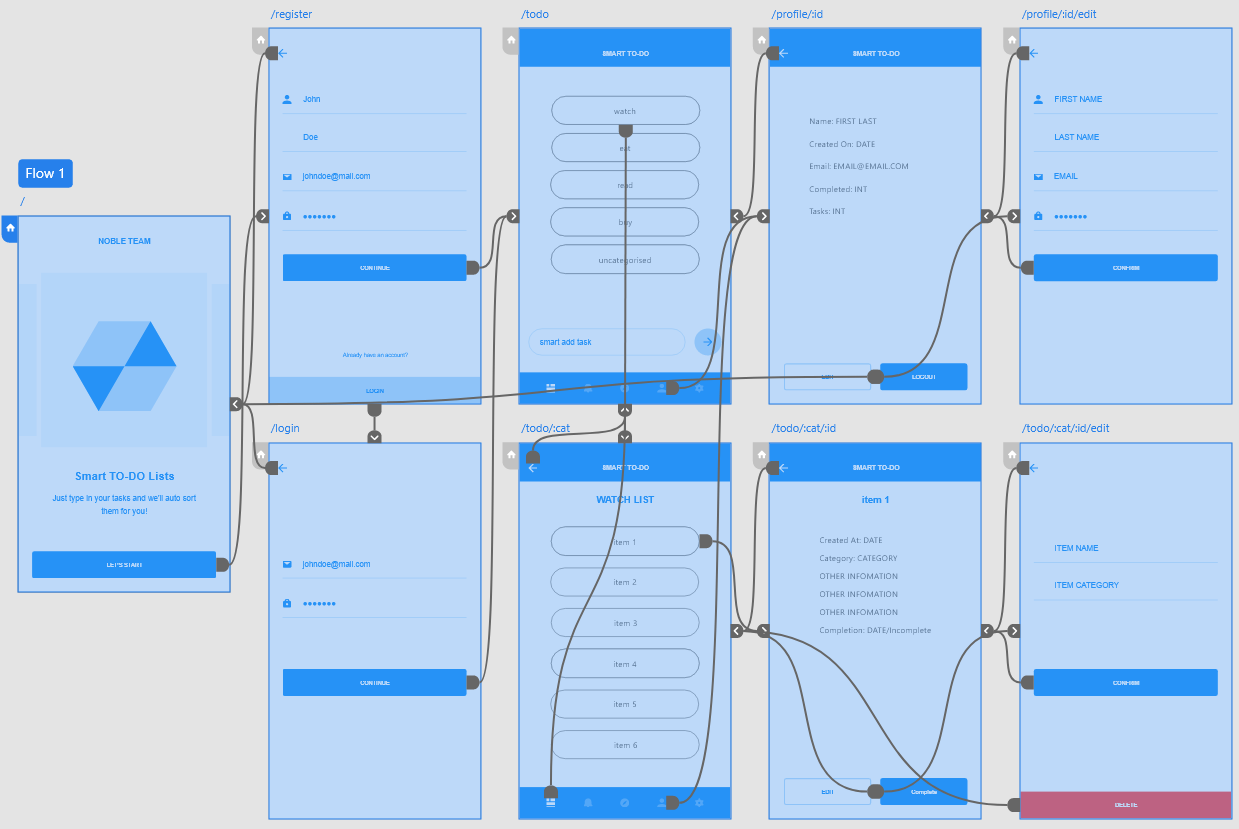 /register
/todo
/profile/:id
/profile/:id/edit
Flow 1
/
NOBLE TEAM
Smart TO-DO Lists
Just type in your tasks and we'll auto sort
them for you!
LET'S START
John
Doe
johndoe@mail.com
CONTINUE
Already have an account?
LOGIN
SMART TO-DO
watch
eat
read
buy
uncategorised
smart add task
SMART TO-DO
Name: FIRST LAST
Created On: DATE
Email: EMAIL@EMAIL.COM
Completed: INT
Tasks: INT
EDIT
LOGOUT
FIRST NAME
LAST NAME
EMAIL
CONFIRM
/login
/todo/:cat
/todo/:cat/:id
/todo/:cat/:id/edit
johndoe@mail.com
CONTINUE
SMART TO-DO
WATCH LIST
item 1
item 2
item 3
item 4
item 5
item 6
SMART TO-DO
item 1
Created At: DATE
Category: CATEGORY
OTHER INFOMATION
OTHER INFOMATION
OTHER INFOMATION
Completion: DATE/Incomplete
EDIT
Complete
ITEM NAME
ITEM CATEGORY
CONFIRM
DELETE